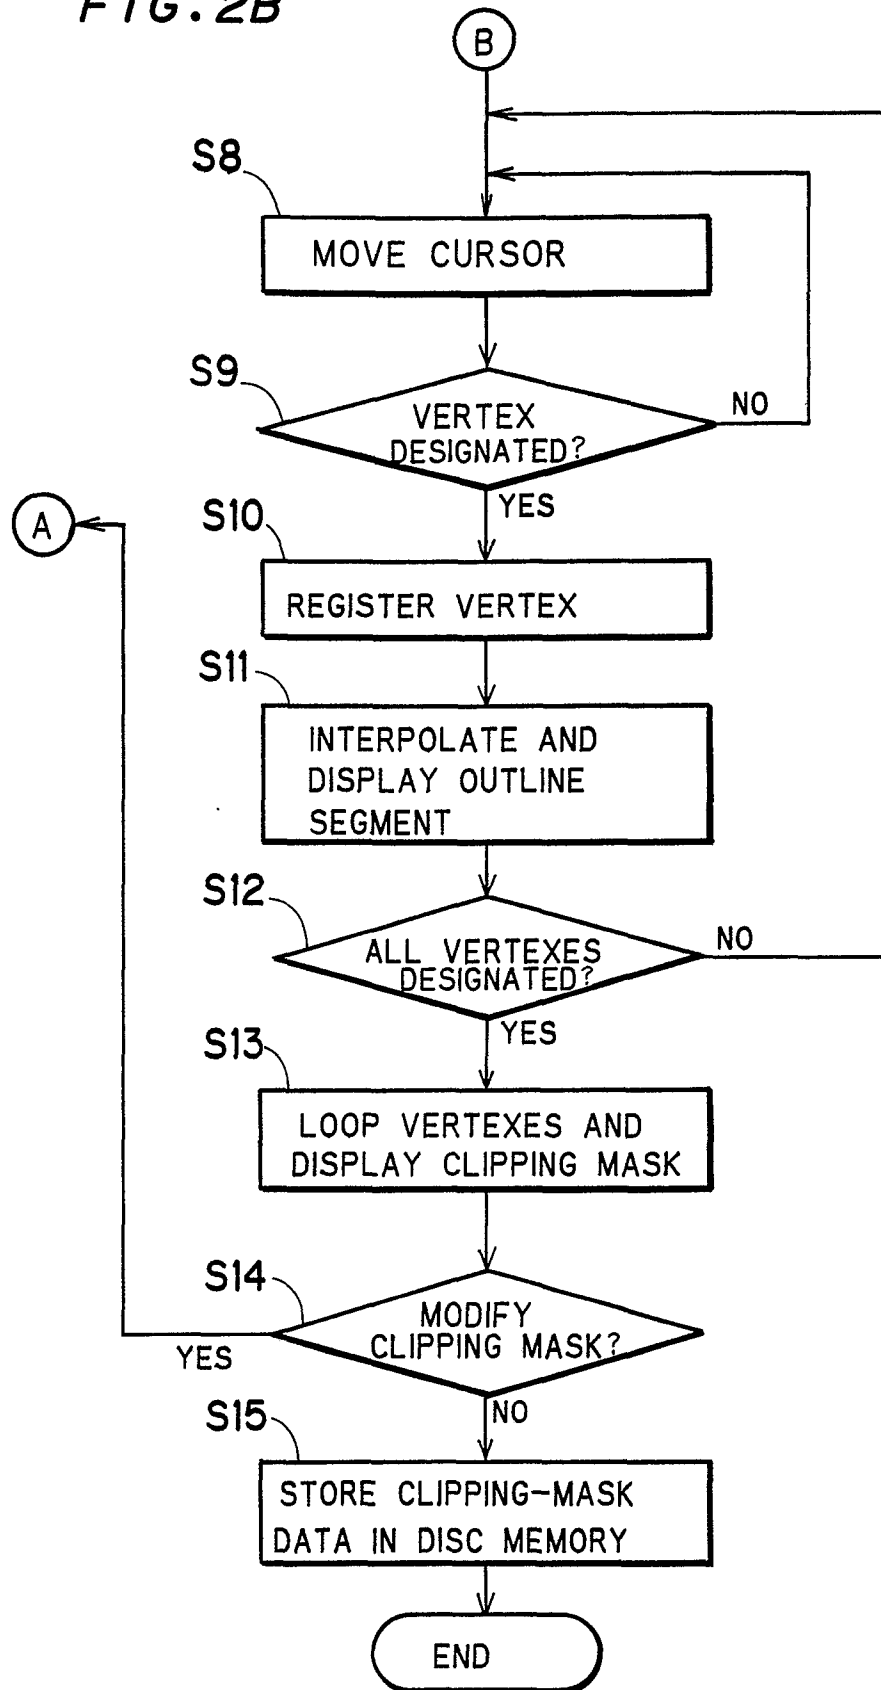 FIG.2B
B
S8
MOVE CURSOR
S9
VERTEX
DESIGNATED?
NO
YES
A
S10
REGISTER VERTEX
S11
INTERPOLATE AND
DISPLAY OUTLINE
SEGMENT
S12
ALL VERTEXES
DESIGNATED?
NO
YES
S13
LOOP VERTEXES AND
DISPLAY CLIPPING MASK
S14
MODIFY
CLIPPING MASK?
YES
NO
S15
STORE CLIPPING-MASK
DATA IN DISC MEMORY
END